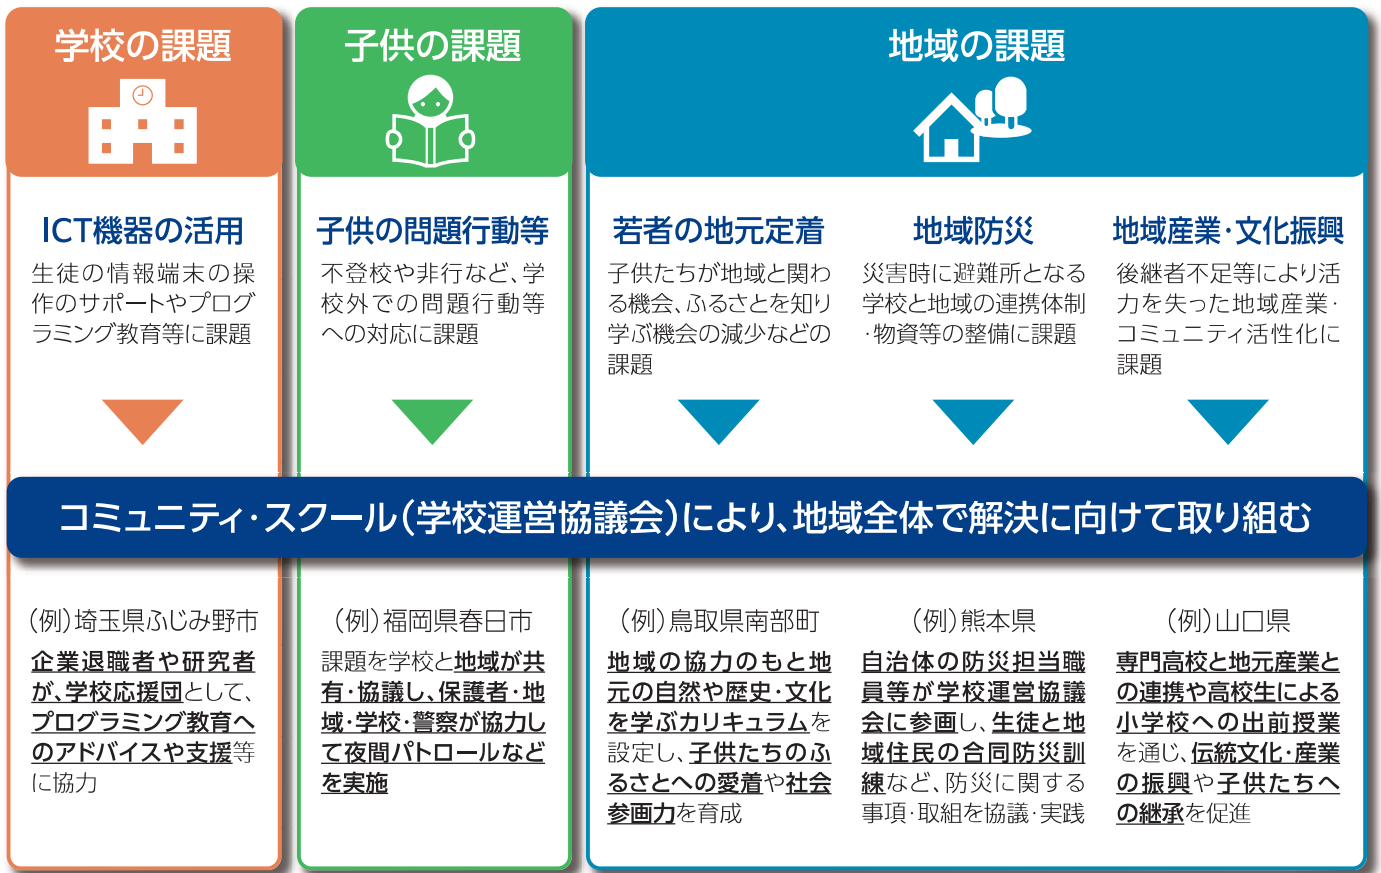 学校の課題
ICT機器の活用
生徒の情報端末の操
作のサポートやプログ
ラミング教育等に課題
子供の課題
子供の問題行動等
不登校や非行など、学
校外での問題行動等
への対応に課題
地域の課題
若者の地元定着
子供たちが地域と関わ
る機会、ふるさとを知り
学ぶ機会の減少などの
課題
地域防災
災害時に避難所となる
学校と地域の連携体制
・物資等の整備に課題
地域産業・文化振興
後継者不足等により活
力を失った地域産業・
コミュニティ活性化に
課題
コミュニティ・スクール(学校運営協議会)により、地域全体で解決に向けて取り組む
(例)埼玉県ふじみ野市
企業退職者や研究者
が、学校応援団として、
プログラミング教育へ
のアドバイスや支援等
に協力
(例)福岡県春日市
課題を学校と地域が共
有・協議し、保護者・地
域・学校・警察が協力し
て夜間パトロールなど
を実施
(例)鳥取県南部町
地域の協力のもと地
元の自然や歴史・文化
を学ぶカリキュラムを
設定し、子供たちのふ
るさとへの愛着や社会
参画力を育成
(例)熊本県
自治体の防災担当職
員等が学校運営協議
会に参画し、生徒と地
域住民の合同防災訓
練など、防災に関する
事項・取組を協議・実践
(例)山口県
専門高校と地元産業と
の連携や高校生による
小学校への出前授業
を通じ、伝統文化・産業
の振興や子供たちへ
の継承を促進